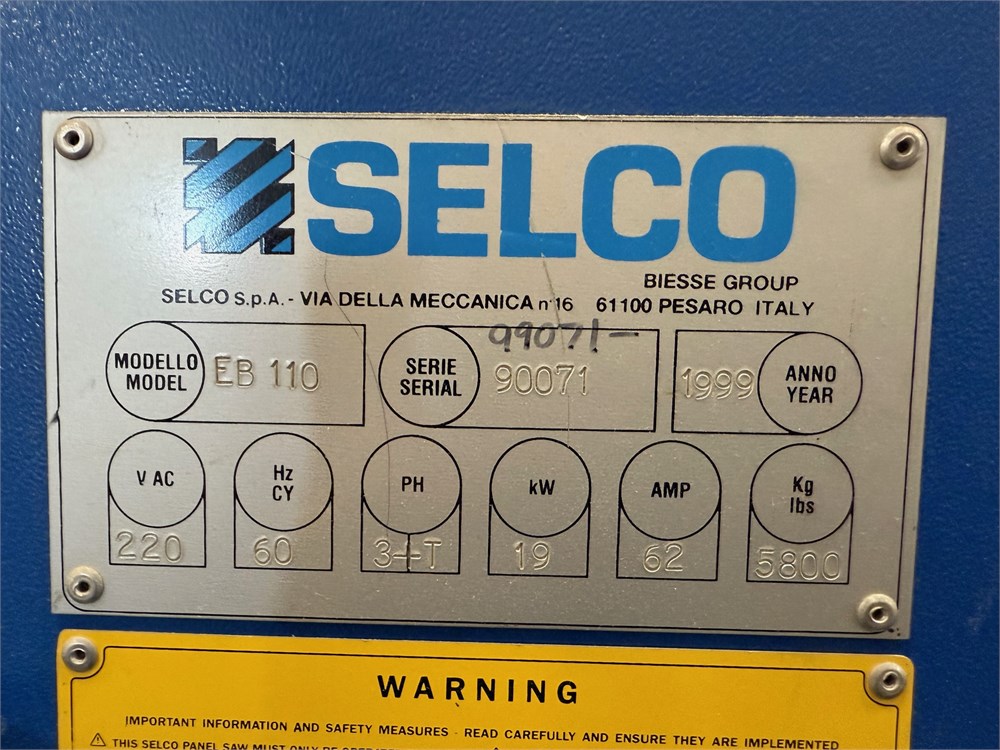 SELCO
BIESSE GROUP
SELCO S.p.A. - VIA DELLA MECCANICA n°16 61100 PESARO ITALY
99071-
MODELLO MODEL EB 110
SERIE SERIAL 90071
1999 ANNO YEAR
V AC Hz CY PH kW AMP Kg lbs
220 60 3+T 19 62 5800
WARNING
IMPORTANT INFORMATION AND SAFETY MEASURES - READ CAREFULLY AND ENSURE THEY ARE IMPLEMENTED
THIS SELCO PANEL SAW MUST ONLY BE